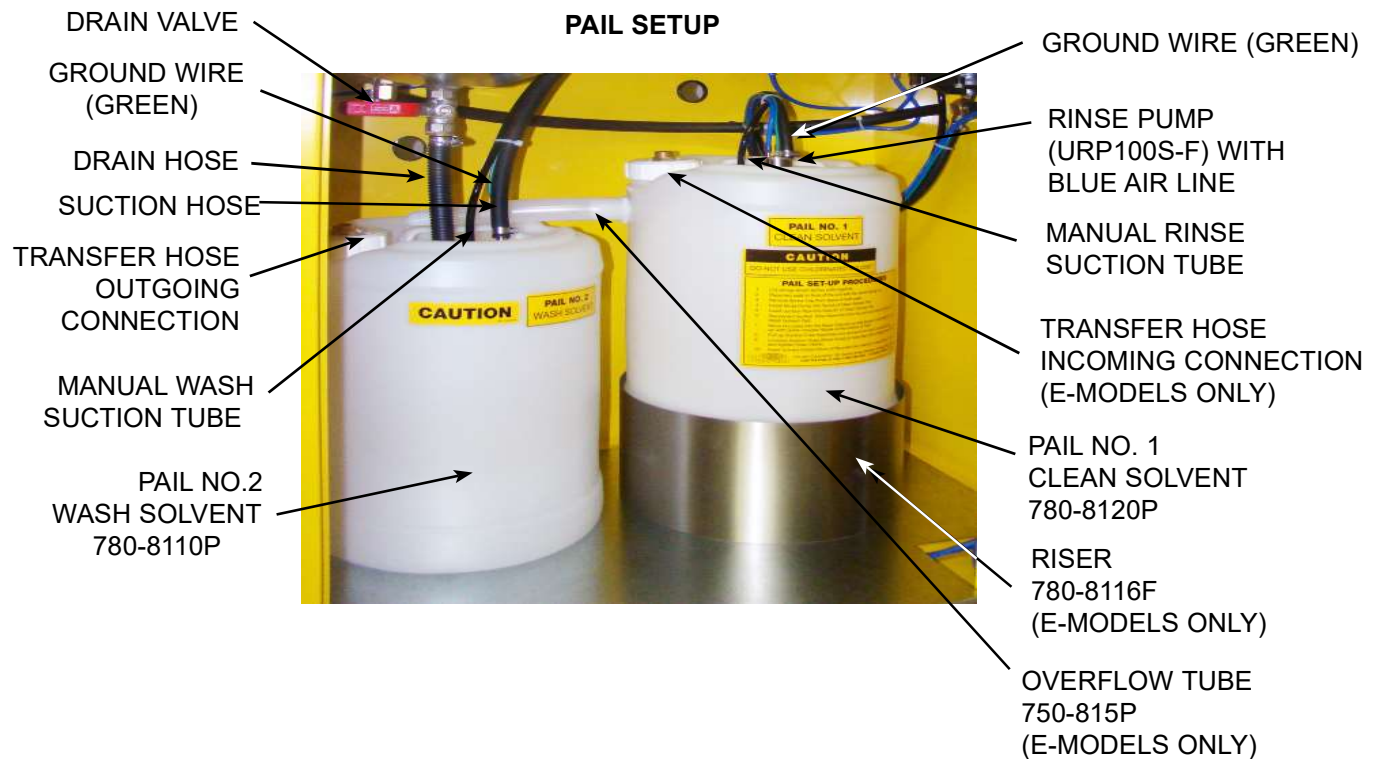 PAIL SETUP
DRAIN VALVE
GROUND WIRE
(GREEN)
DRAIN HOSE
SUCTION HOSE
TRANSFER HOSE
OUTGOING
CONNECTION
MANUAL WASH
SUCTION TUBE
PAIL NO.2
WASH SOLVENT
780-8110P
CAUTION
PAIL NO. 2
WASH SOLVENT
PAIL NO. 1
CLEAN SOLVENT
CAUTION
DO NOT USE CHLORINATED
PAIL SET-UP
GROUND WIRE (GREEN)
RINSE PUMP
(URP100S-F) WITH
BLUE AIR LINE
MANUAL RINSE
SUCTION TUBE
TRANSFER HOSE
INCOMING CONNECTION
(E-MODELS ONLY)
PAIL NO. 1
CLEAN SOLVENT
780-8120P
RISER
780-8116F
(E-MODELS ONLY)
OVERFLOW TUBE
750-815P
(E-MODELS ONLY)